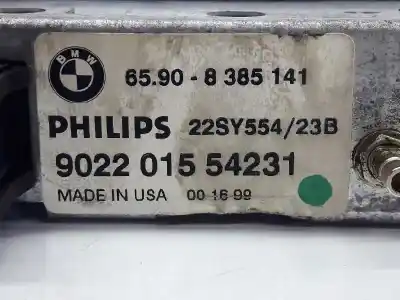 BMW
65.90 - 8 385 141
PHILIPS 22SY554/23B
9022 015 54231
MADE IN USA 00 16 99